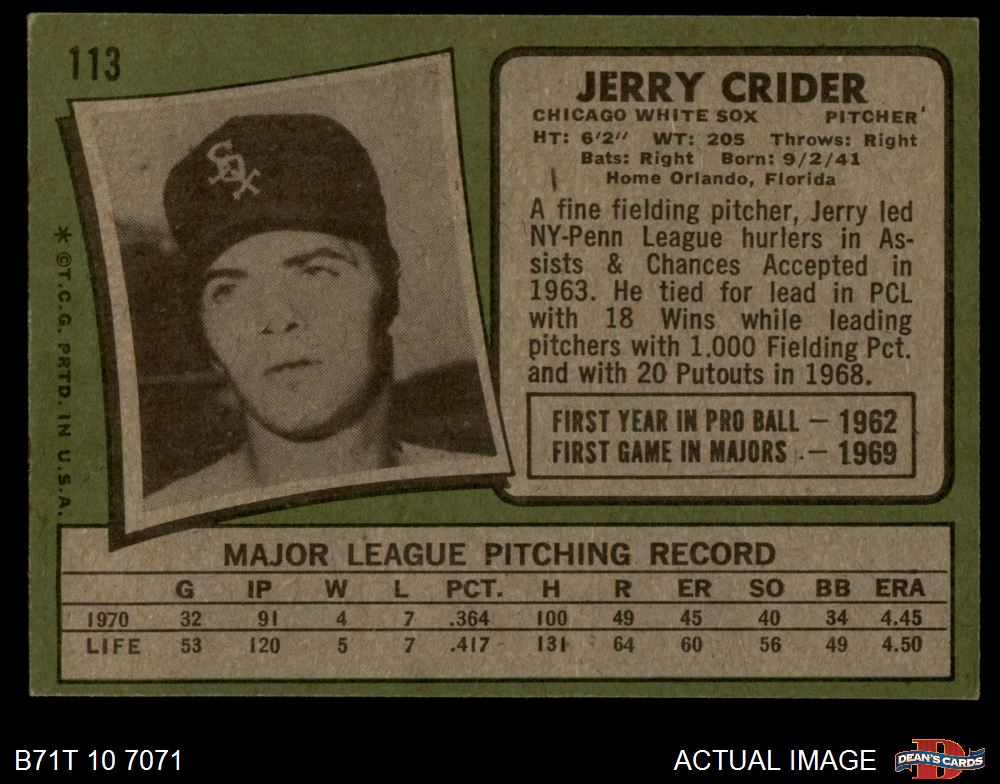 113
SOX
JERRY CRIDER
CHICAGO WHITE SOX PITCHER
HT: 6'2" WT: 205 Throws: Right
Bats: Right Born: 9/2/41
Home Orlando, Florida
A fine fielding pitcher, Jerry led
NY-Penn League hurlers in As-
sists & Chances Accepted in
1963. He tied for lead in PCL
with 18 Wins while leading
pitchers with 1.000 Fielding Pct.
and with 20 Putouts in 1968.
FIRST YEAR IN PRO BALL — 1962
FIRST GAME IN MAJORS — 1969
* ©T.C.G. PRTD. IN U.S.A.
MAJOR LEAGUE PITCHING RECORD
G IP W L PCT. H R ER SO BB ERA
1970 32 91 4 7 .364 100 49 45 40 34 4.45
LIFE 53 120 5 7 .417 131 64 60 56 49 4.50
B71T 10 7071
ACTUAL IMAGE
D
DEAN'S CARDS